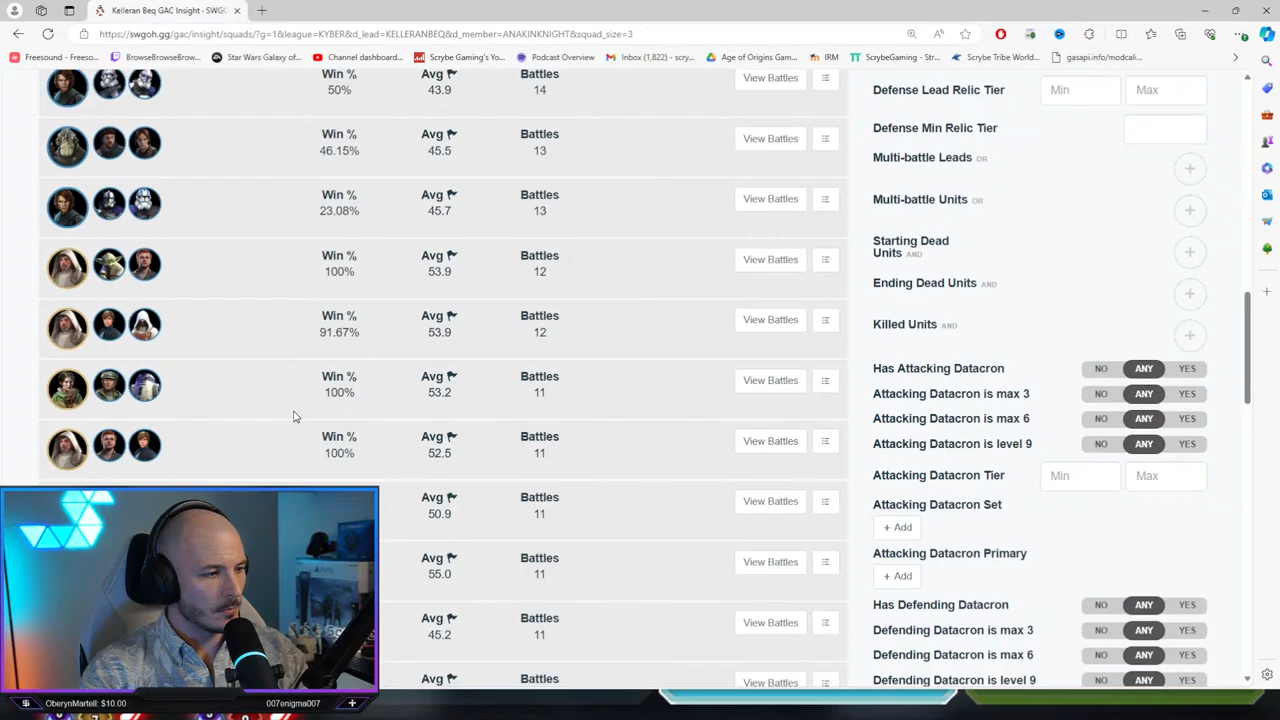 Kelleran Beq GAC Insight - SWGO
https://swgoh.gg/gac/insight/squads/?g=1&league=KYBER&d_lead=KELLERANBEQ&d_member=ANAKINKNIGHT&squad_size=3
Freesound - Freeso...
BrowseBrowseBrow...
Star Wars Galaxy of...
Channel dashboard...
Scrybe Gaming's Yo...
Podcast Overview
Inbox (1,822) - scry...
Age of Origins Gam...
IRM
ScrybeGaming - Str...
Scrybe Tribe World...
gasapi.info/modcali...
Win %
Avg
Battles
50%
43.9
14
View Battles
Win %
Avg
Battles
46.15%
45.5
13
View Battles
Win %
Avg
Battles
23.08%
45.7
13
View Battles
Win %
Avg
Battles
100%
53.9
12
View Battles
Win %
Avg
Battles
91.67%
53.9
12
View Battles
Win %
Avg
Battles
100%
53.2
11
View Battles
Win %
Avg
Battles
100%
52.5
11
View Battles
Avg
Battles
50.9
11
View Battles
Avg
Battles
55.0
11
View Battles
Avg
Battles
45.2
11
View Battles
Avg
Battles
View Battles
Defense Lead Relic Tier
Min
Max
Defense Min Relic Tier
Multi-battle Leads OR
Multi-battle Units OR
Starting Dead
Units AND
Ending Dead Units AND
Killed Units AND
Has Attacking Datacron
NO ANY YES
Attacking Datacron is max 3
NO ANY YES
Attacking Datacron is max 6
NO ANY YES
Attacking Datacron is level 9
NO ANY YES
Attacking Datacron Tier
Min
Max
Attacking Datacron Set
+ Add
Attacking Datacron Primary
+ Add
Has Defending Datacron
NO ANY YES
Defending Datacron is max 3
NO ANY YES
Defending Datacron is max 6
NO ANY YES
Defending Datacron is level 9
NO ANY YES
OberynMartell: $10.00
007enigma007